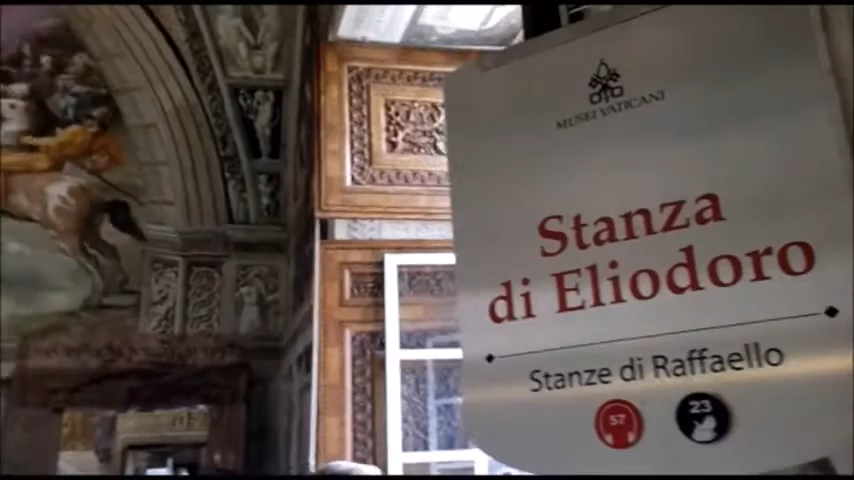 MUSEI VATICANI
Stanza
di Eliodoro
Stanze di Raffaello
57
23